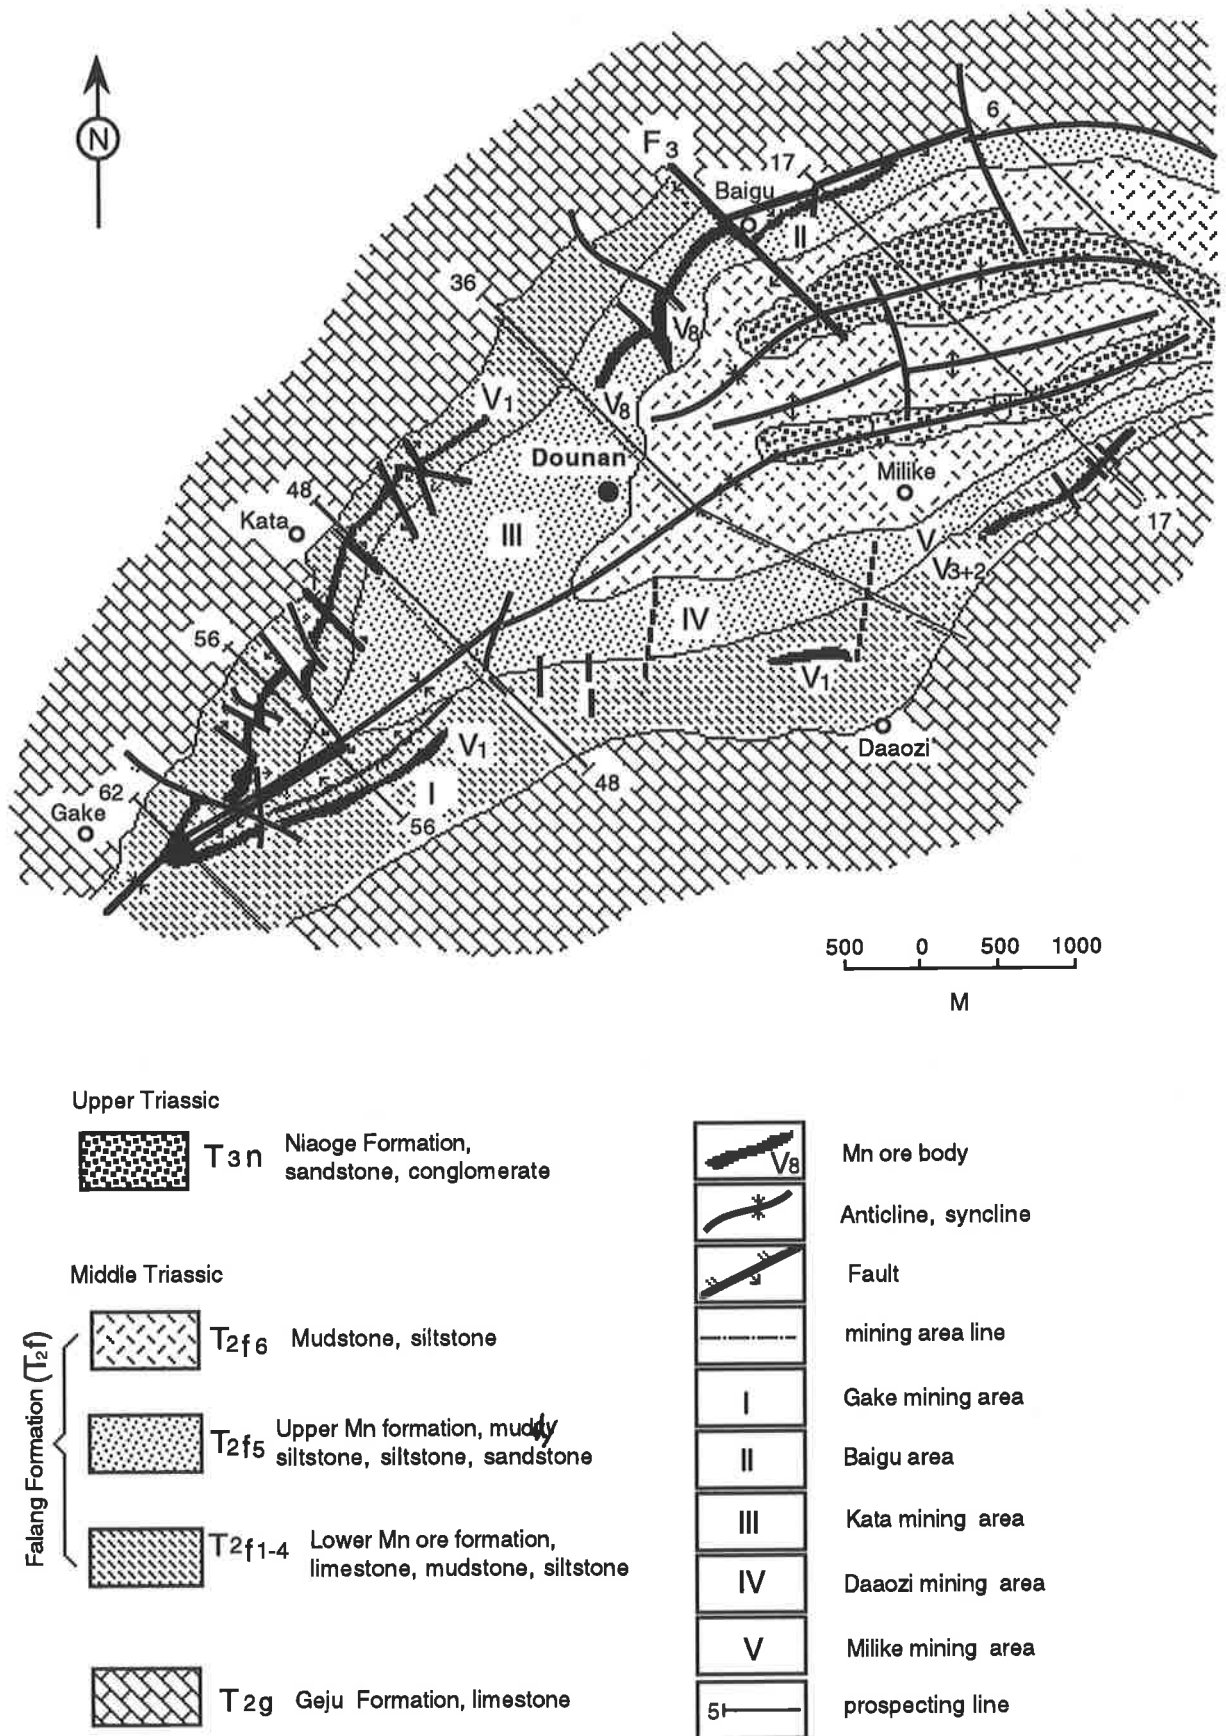 N
6
F3
17
Baigu
II
36
V8
V1
V8
Dounan
48
Kata
Milike
III
17
V
V3+2
IV
56
V1
V1
Daaozi
48
I
62
Gake
56
500 0 500 1000
M
Upper Triassic
T3n Niaoge Formation,
sandstone, conglomerate
Middle Triassic
Falang Formation (T2f)
T2f6 Mudstone, siltstone
T2f5 Upper Mn formation, muddy
siltstone, siltstone, sandstone
T2f1-4 Lower Mn ore formation,
limestone, mudstone, siltstone
T2g Geju Formation, limestone
V8 Mn ore body
Anticline, syncline
Fault
mining area line
I Gake mining area
II Baigu area
III Kata mining area
IV Daaozi mining area
V Milike mining area
5 prospecting line